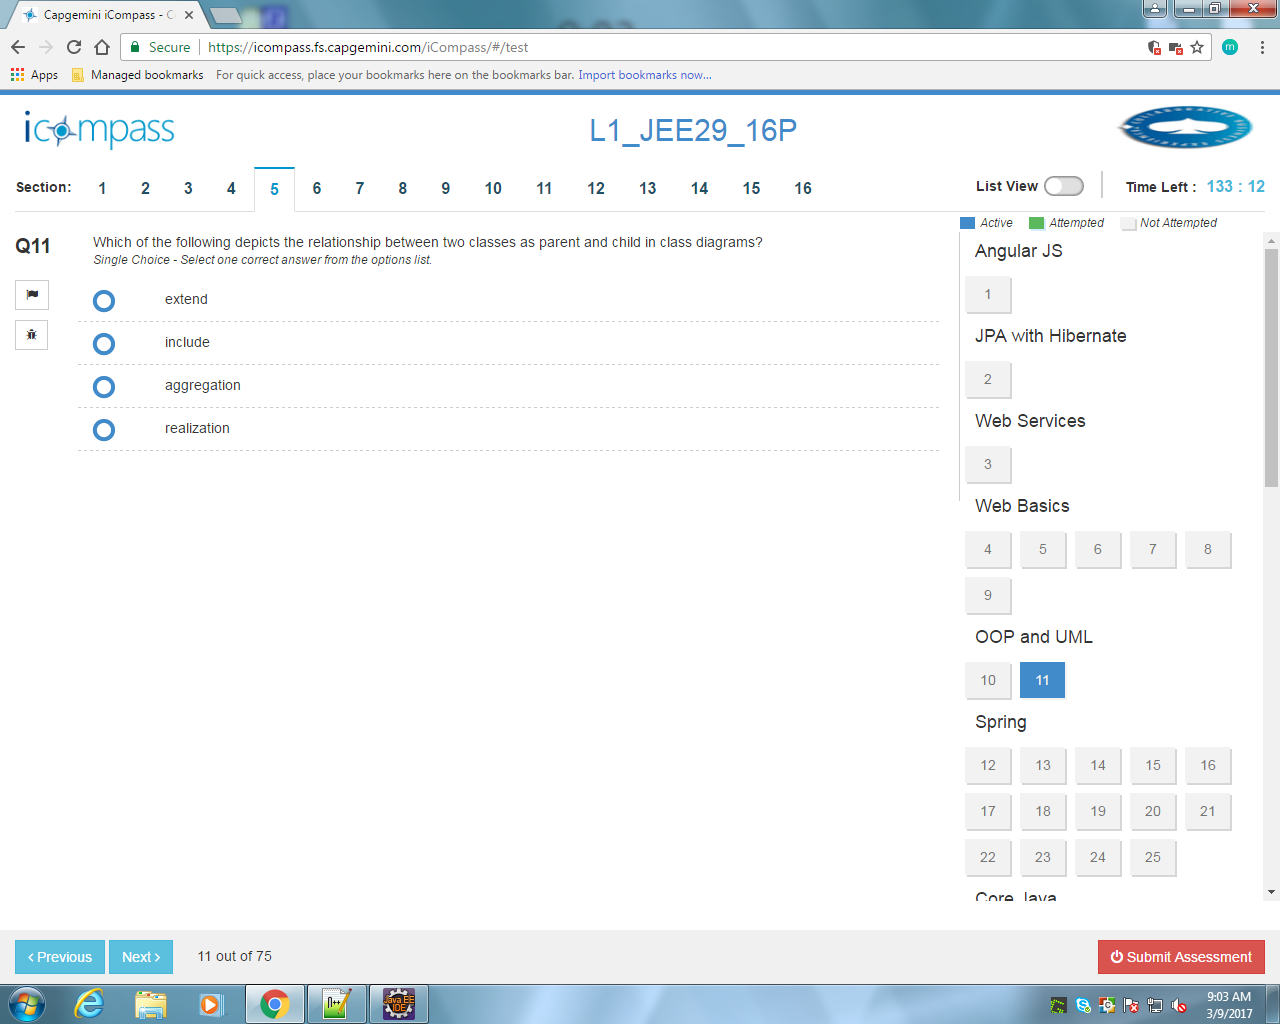 Capgemini iCompass - C
Secure
https://icompass.fs.capgemini.com/iCompass/#/test
m
Apps
Managed bookmarks
For quick access, place your bookmarks here on the bookmarks bar. Import bookmarks now...
icompass
L1_JEE29_16P
Section: 1 2 3 4 5 6 7 8 9 10 11 12 13 14 15 16
List View
Time Left : 133 : 12
Active Attempted Not Attempted
Q11
Which of the following depicts the relationship between two classes as parent and child in class diagrams?
Single Choice - Select one correct answer from the options list.
extend
include
aggregation
realization
Angular JS
1
JPA with Hibernate
2
Web Services
3
Web Basics
4 5 6 7 8
9
OOP and UML
10 11
Spring
12 13 14 15 16
17 18 19 20 21
22 23 24 25
Core Java
‹ Previous
Next ›
11 out of 75
Submit Assessment
Java EE
IDE
9:03 AM
3/9/2017